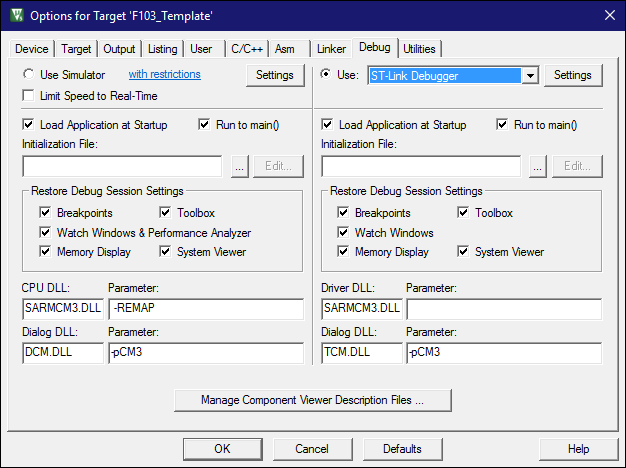 Options for Target 'F103_Template'
Device Target Output Listing User C/C++ Asm Linker Debug Utilities
Use Simulator with restrictions Settings
Limit Speed to Real-Time
Load Application at Startup Run to main()
Initialization File:
... Edit...
Restore Debug Session Settings
Breakpoints Toolbox
Watch Windows & Performance Analyzer
Memory Display System Viewer
CPU DLL: Parameter:
SARMCM3.DLL -REMAP
Dialog DLL: Parameter:
DCM.DLL -pCM3
Use: ST-Link Debugger Settings
Load Application at Startup Run to main()
Initialization File:
... Edit...
Restore Debug Session Settings
Breakpoints Toolbox
Watch Windows
Memory Display System Viewer
Driver DLL: Parameter:
SARMCM3.DLL
Dialog DLL: Parameter:
TCM.DLL -pCM3
Manage Component Viewer Description Files ...
OK Cancel Defaults Help